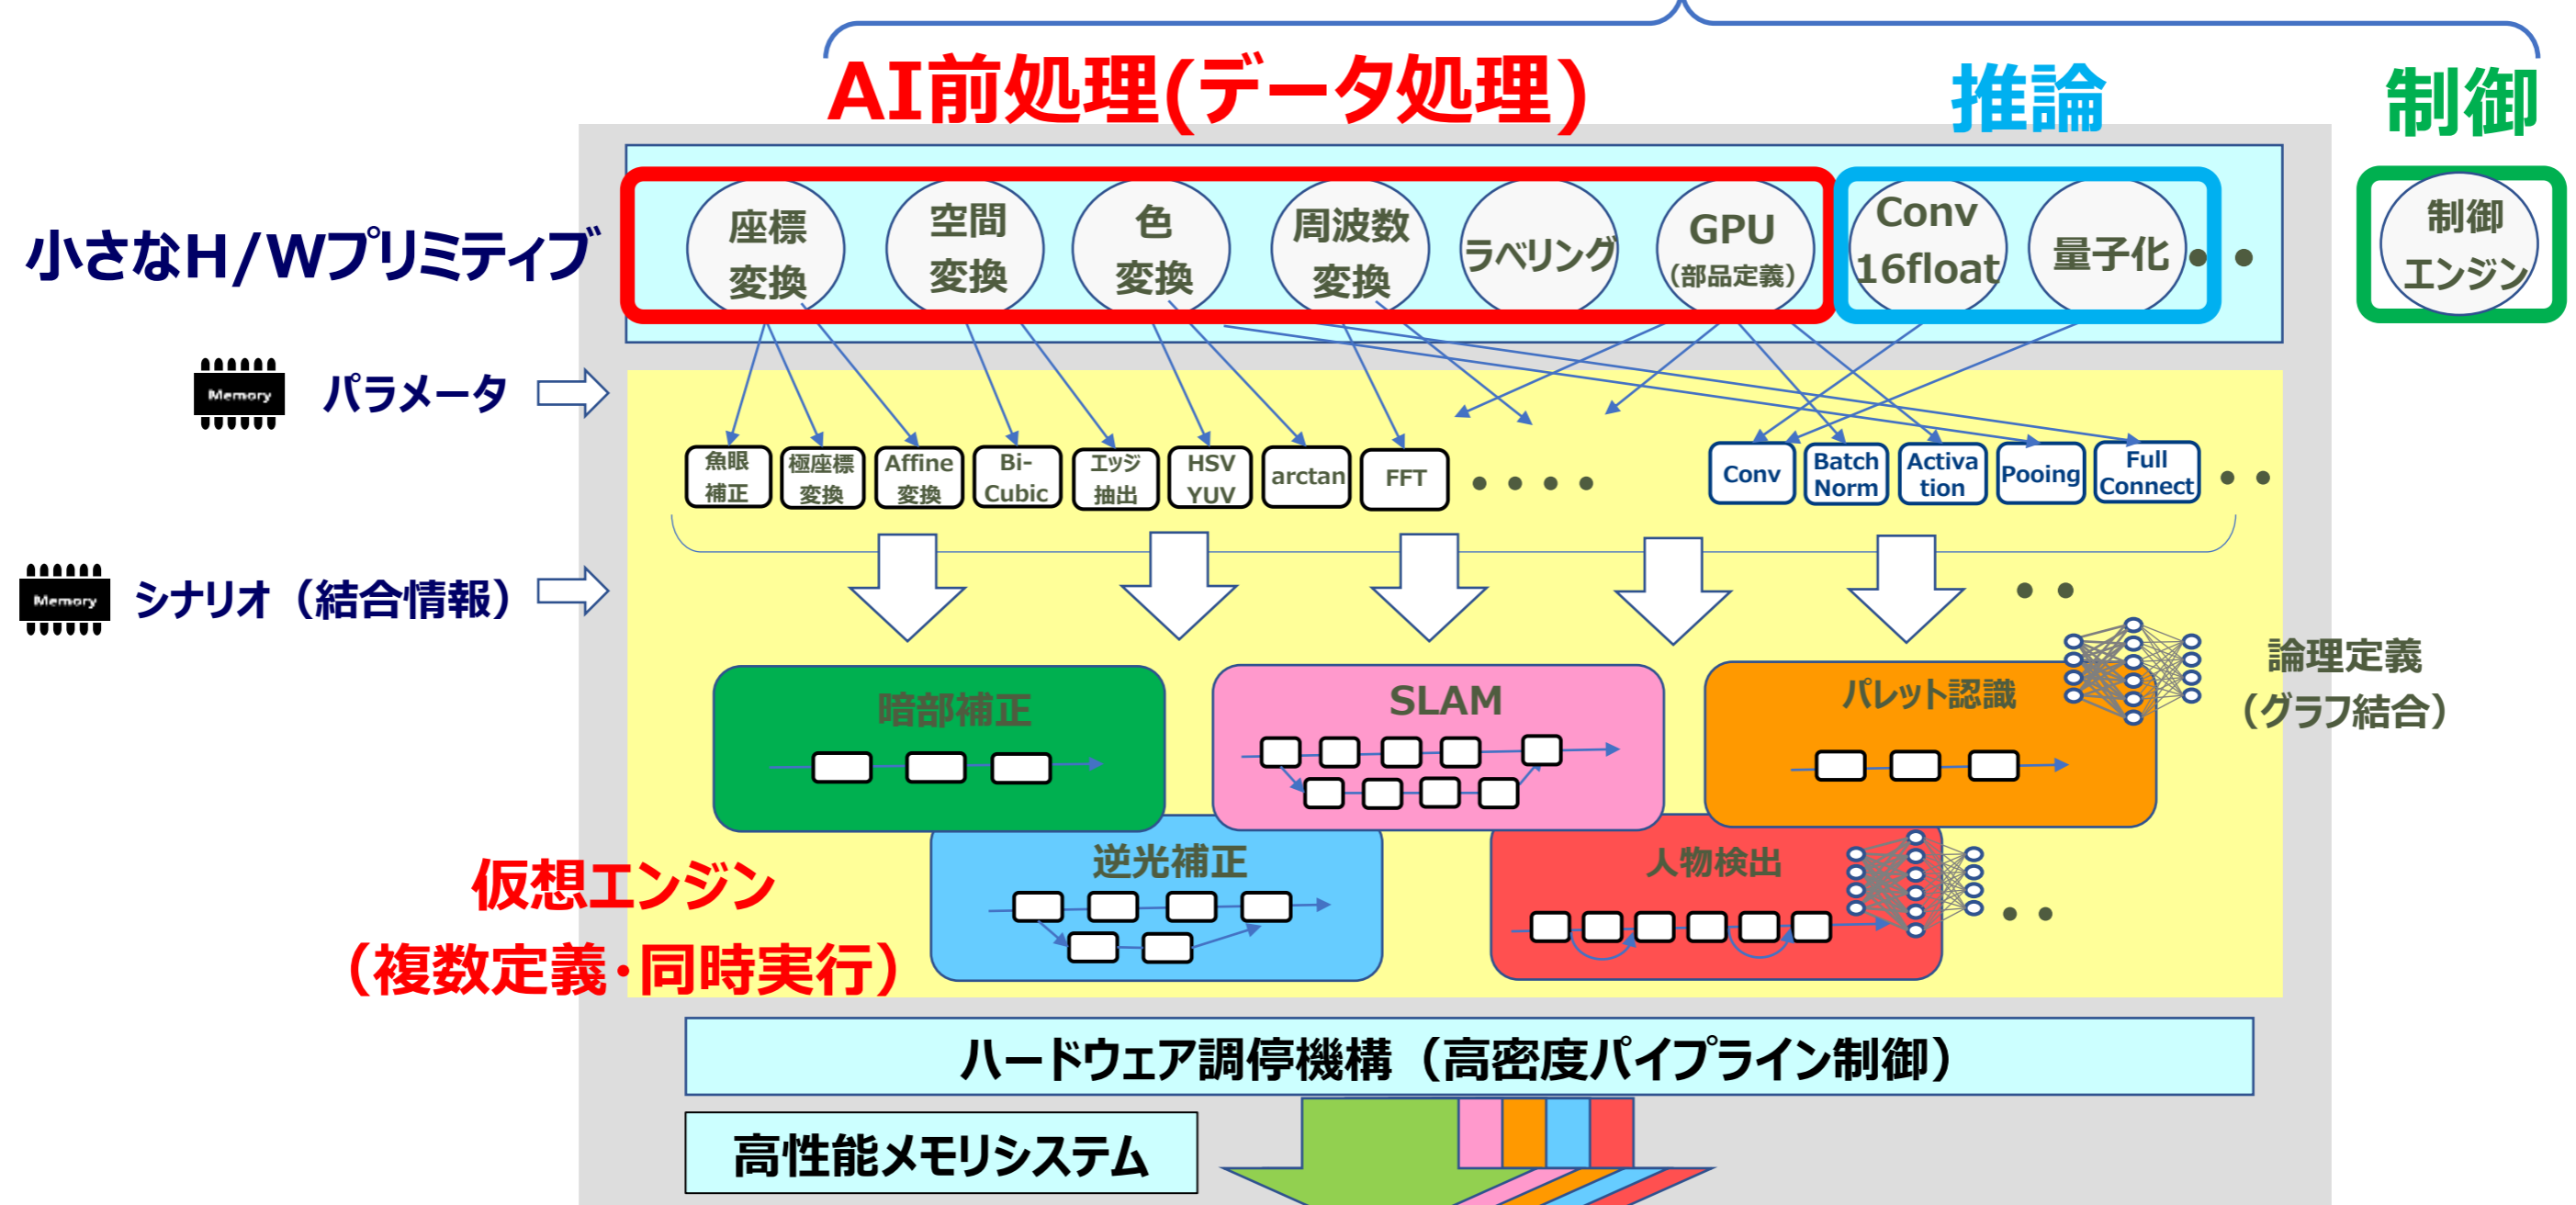 AI前処理(データ処理)
推論
制御
小さなH/Wプリミティブ
座標
変換
空間
変換
色
変換
周波数
変換
ラベリング
GPU
（部品定義）
Conv
16float
量子化
・・
制御
エンジン
Memory
パラメータ
魚眼
補正
極座標
変換
Affine
変換
Bi-
Cubic
エッジ
抽出
HSV
YUV
arctan
FFT
・・・・
Conv
Batch
Norm
Activa
tion
Pooing
Full
Connect
・・
Memory
シナリオ（結合情報）
・・
論理定義
（グラフ結合）
暗部補正
SLAM
パレット認識
逆光補正
人物検出
・・
仮想エンジン
（複数定義・同時実行）
ハードウェア調停機構（高密度パイプライン制御）
高性能メモリシステム